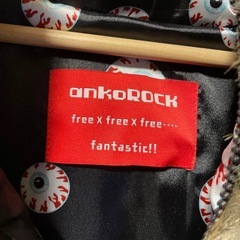 ankoROCK
free X free X free----
fantastic!!